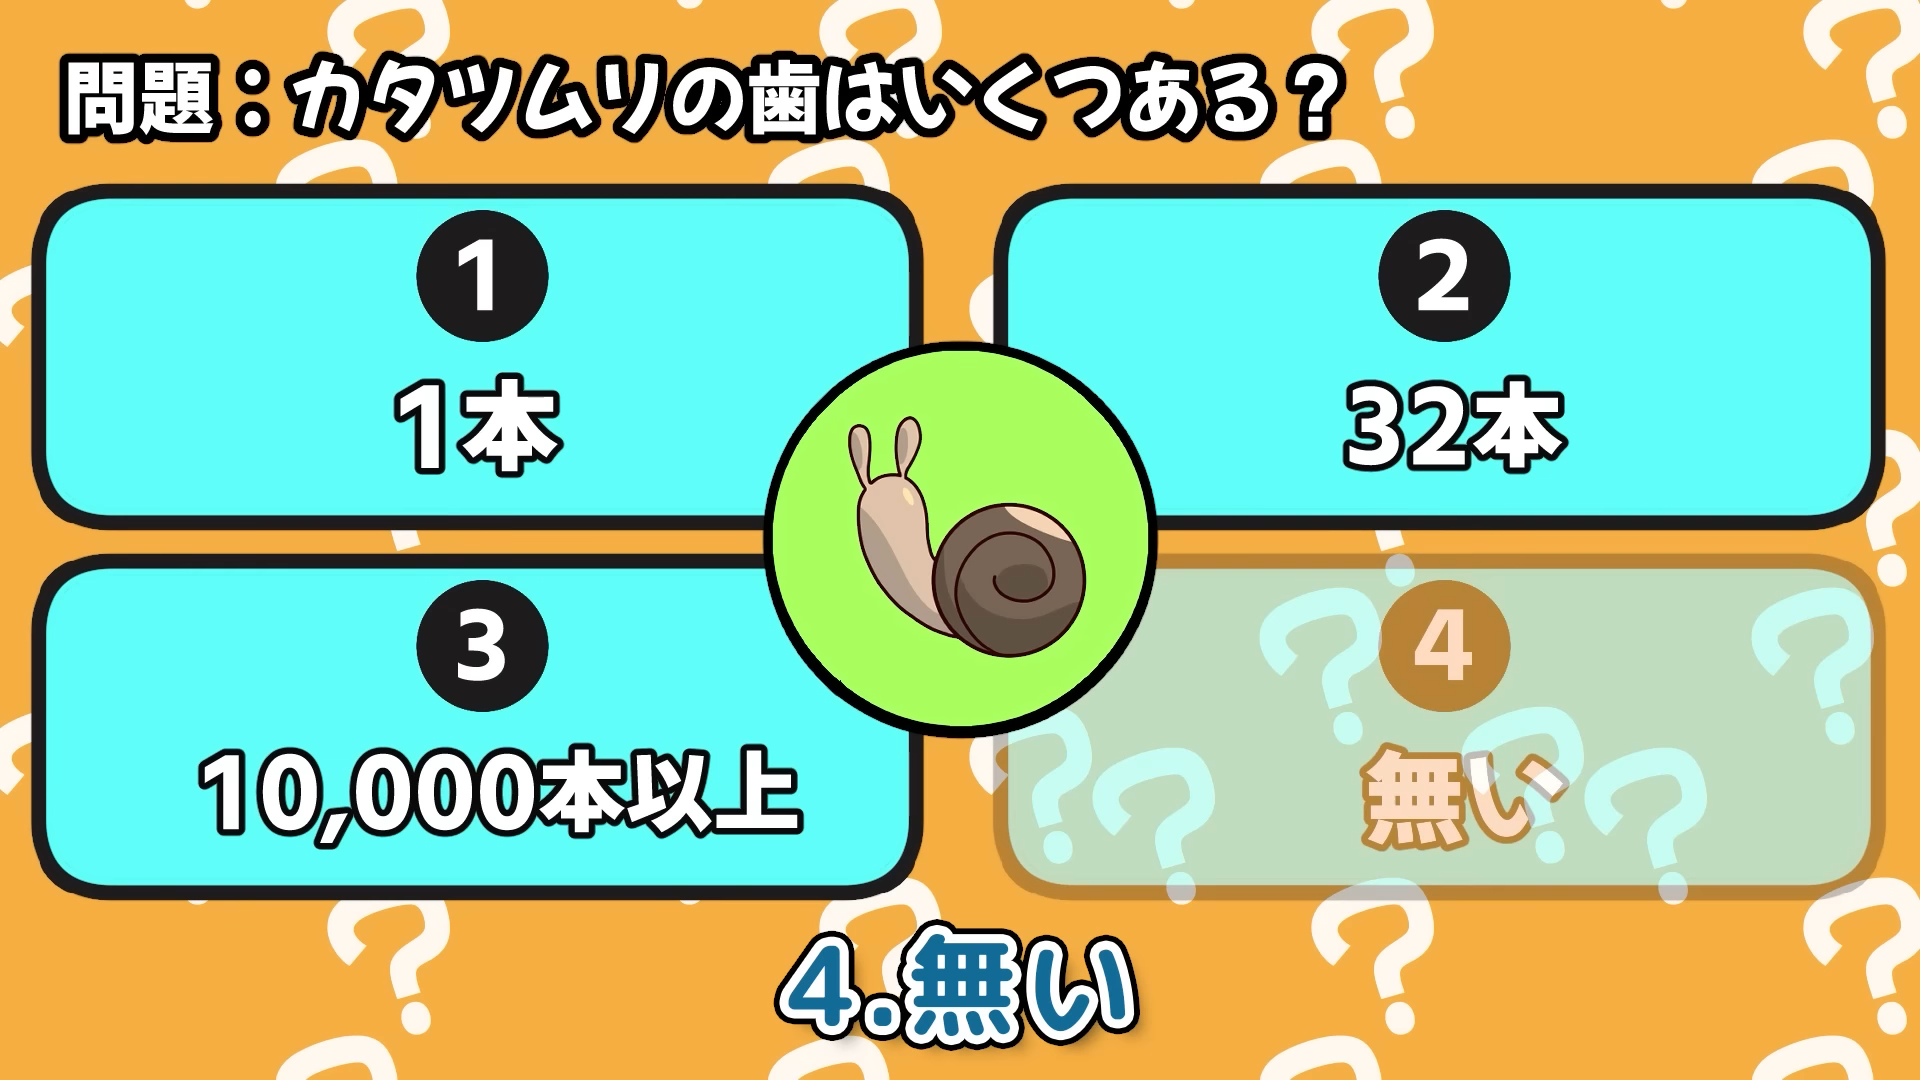 問題：カタツムリの歯はいくつある？
1
1本
2
32本
3
10,000本以上
4
無い
4.無い